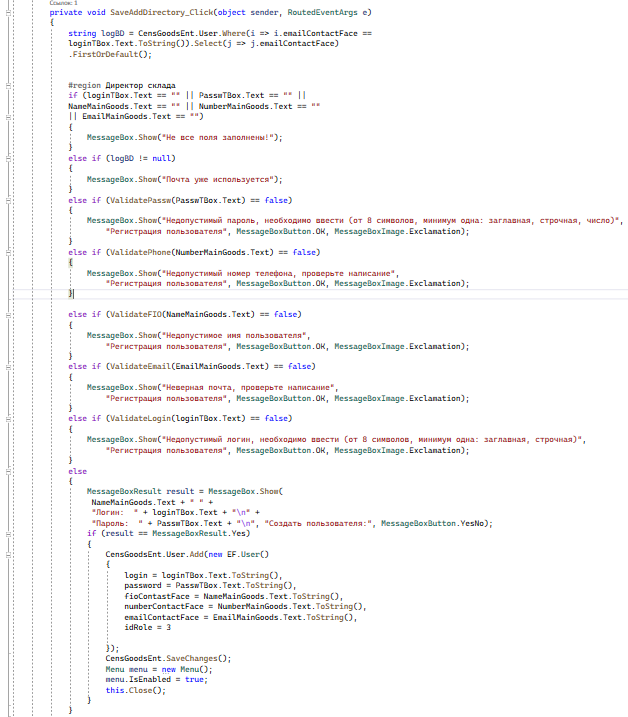 Ссылок: 1
private void SaveAddDirectory_Click(object sender, RoutedEventArgs e)
{
string logBD = CensGoodsEnt.User.Where(i => i.emailContactFace ==
loginTBox.Text.ToString()).Select(j => j.emailContactFace)
.FirstOrDefault();
#region Директор склада
if (loginTBox.Text == "" || PasswTBox.Text == "" ||
NameMainGoods.Text == "" || NumberMainGoods.Text == ""
|| EmailMainGoods.Text == "")
{
MessageBox.Show("Не все поля заполнены!");
}
else if (logBD != null)
{
MessageBox.Show("Почта уже используется");
}
else if (ValidatePassw(PasswTBox.Text) == false)
{
MessageBox.Show("Недопустимый пароль, необходимо ввести (от 8 символов, минимум одна: заглавная, строчная, число)",
"Регистрация пользователя", MessageBoxButton.OK, MessageBoxImage.Exclamation);
}
else if (ValidatePhone(NumberMainGoods.Text) == false)
{
MessageBox.Show("Недопустимый номер телефона, проверьте написание",
"Регистрация пользователя", MessageBoxButton.OK, MessageBoxImage.Exclamation);
}
else if (ValidateFIO(NameMainGoods.Text) == false)
{
MessageBox.Show("Недопустимое имя пользователя",
"Регистрация пользователя", MessageBoxButton.OK, MessageBoxImage.Exclamation);
}
else if (ValidateEmail(EmailMainGoods.Text) == false)
{
MessageBox.Show("Неверная почта, проверьте написание",
"Регистрация пользователя", MessageBoxButton.OK, MessageBoxImage.Exclamation);
}
else if (ValidateLogin(loginTBox.Text) == false)
{
MessageBox.Show("Недопустимый логин, необходимо ввести (от 8 символов, минимум одна: заглавная, строчная)",
"Регистрация пользователя", MessageBoxButton.OK, MessageBoxImage.Exclamation);
}
else
{
MessageBoxResult result = MessageBox.Show(
NameMainGoods.Text + " " +
"Логин:  " + loginTBox.Text + "\n" +
"Пароль:  " + PasswTBox.Text + "\n", "Создать пользователя:", MessageBoxButton.YesNo);
if (result == MessageBoxResult.Yes)
{
CensGoodsEnt.User.Add(new EF.User()
{
login = loginTBox.Text.ToString(),
password = PasswTBox.Text.ToString(),
fioContastFace = NameMainGoods.Text.ToString(),
numberContactFace = NumberMainGoods.Text.ToString(),
emailContactFace = EmailMainGoods.Text.ToString(),
idRole = 3
});
CensGoodsEnt.SaveChanges();
Menu menu = new Menu();
menu.IsEnabled = true;
this.Close();
}
}